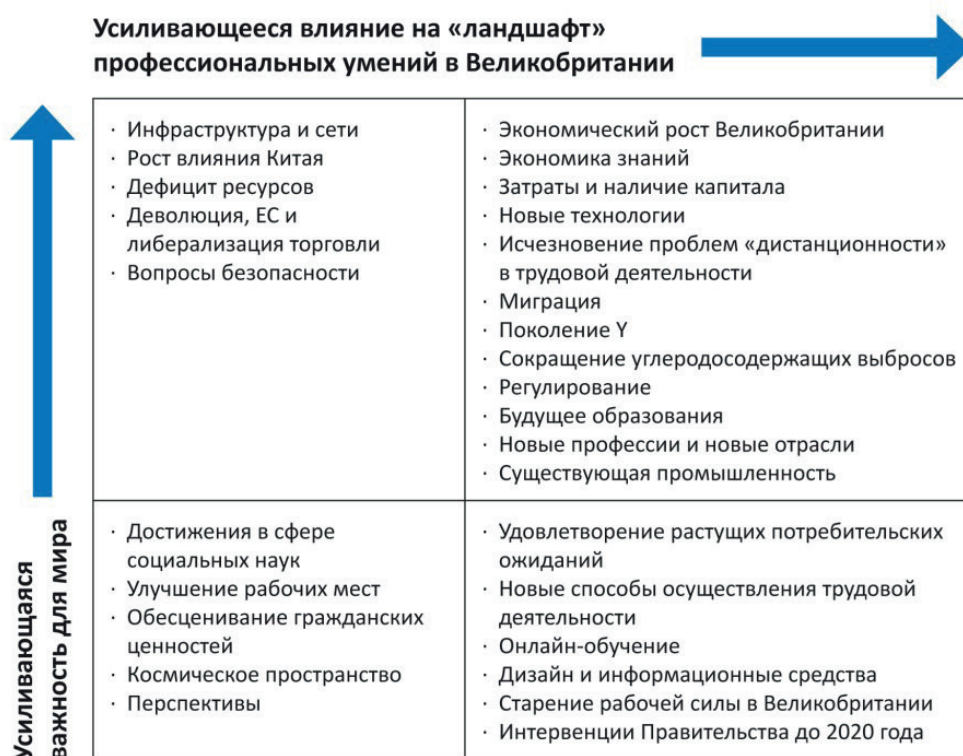 Усиливающееся влияние на «ландшафт»
профессиональных умений в Великобритании
· Инфраструктура и сети
· Рост влияния Китая
· Дефицит ресурсов
· Деволюция, ЕС и
либерализация торговли
· Вопросы безопасности
· Экономический рост Великобритании
· Экономика знаний
· Затраты и наличие капитала
· Новые технологии
· Исчезновение проблем «дистанционности»
в трудовой деятельности
· Миграция
· Поколение Y
· Сокращение углеродосодержащих выбросов
· Регулирование
· Будущее образования
· Новые профессии и новые отрасли
· Существующая промышленность
Усиливающаяся
важность для мира
· Достижения в сфере
социальных наук
· Улучшение рабочих мест
· Обесценивание гражданских
ценностей
· Космическое пространство
· Перспективы
· Удовлетворение растущих потребительских
ожиданий
· Новые способы осуществления трудовой
деятельности
· Онлайн-обучение
· Дизайн и информационные средства
· Старение рабочей силы в Великобритании
· Интервенции Правительства до 2020 года